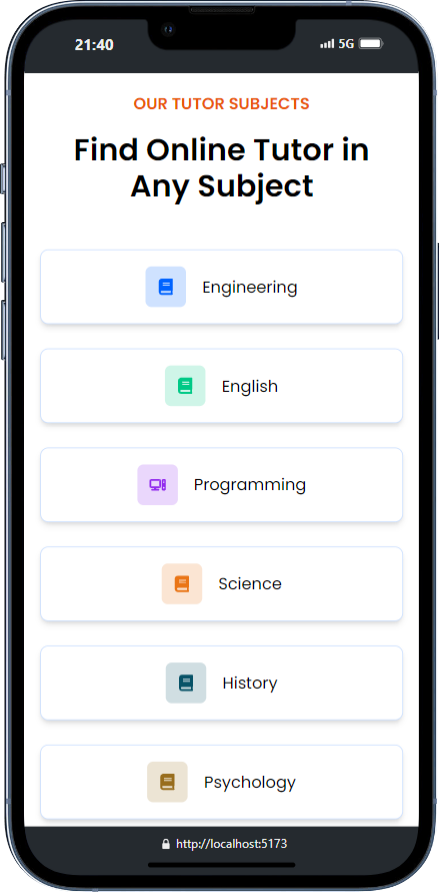 21:40
5G
OUR TUTOR SUBJECTS
Find Online Tutor in
Any Subject
Engineering
English
Programming
Science
History
Psychology
http://localhost:5173